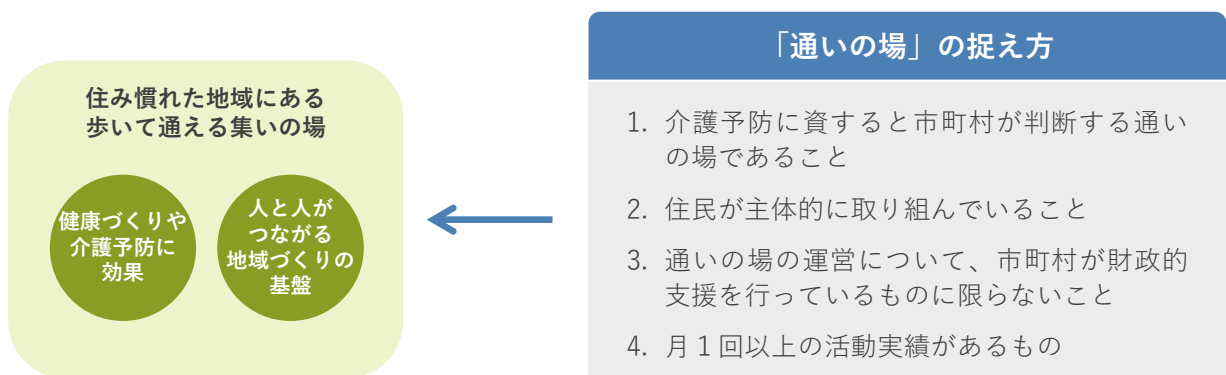 住み慣れた地域にある
歩いて通える集いの場
健康づくりや
介護予防に
効果
人と人が
つながる
地域づくりの
基盤
「通いの場」の捉え方
1. 介護予防に資すると市町村が判断する通い
の場であること
2. 住民が主体的に取り組んでいること
3. 通いの場の運営について、市町村が財政的
支援を行っているものに限らないこと
4. 月1回以上の活動実績があるもの